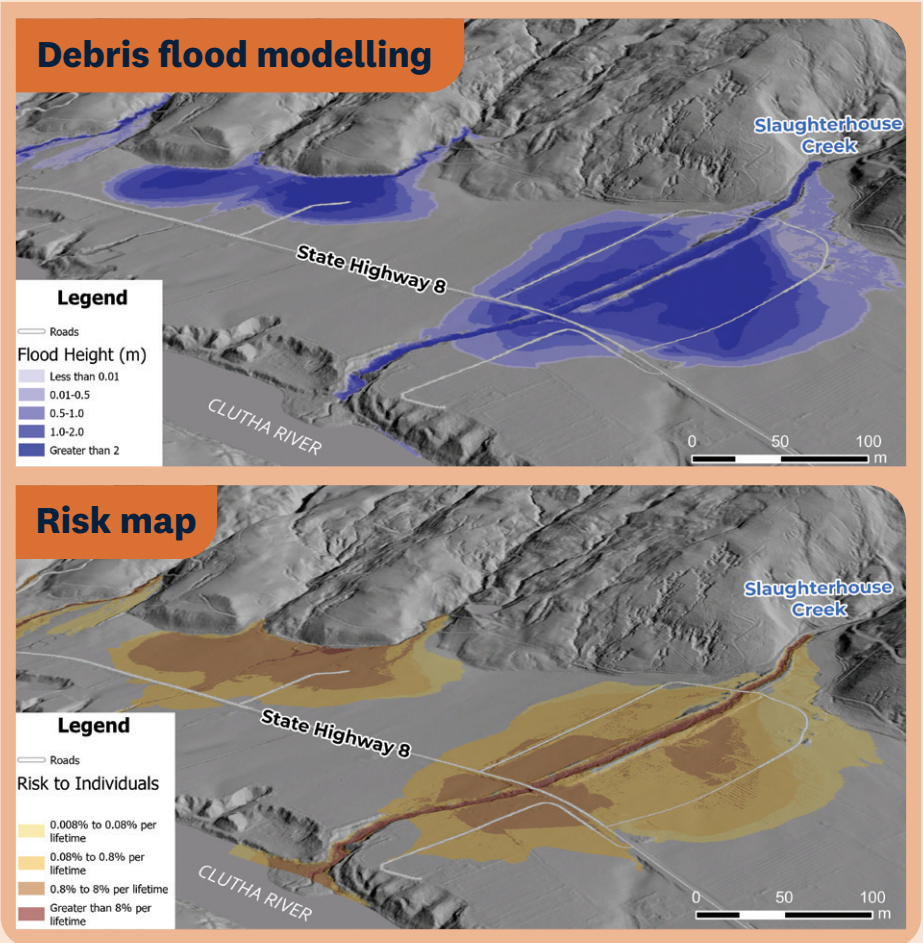 Debris flood modelling
Slaughterhouse
Creek
State Highway 8
Legend
Roads
Flood Height (m)
Less than 0.01
0.01-0.5
0.5-1.0
1.0-2.0
Greater than 2
CLUTHA RIVER
0 50 100
m
Risk map
Slaughterhouse
Creek
State Highway 8
Legend
Roads
Risk to Individuals
0.008% to 0.08% per
lifetime
0.08% to 0.8% per
lifetime
0.8% to 8% per lifetime
Greater than 8% per
lifetime
CLUTHA RIVER
0 50 100
m